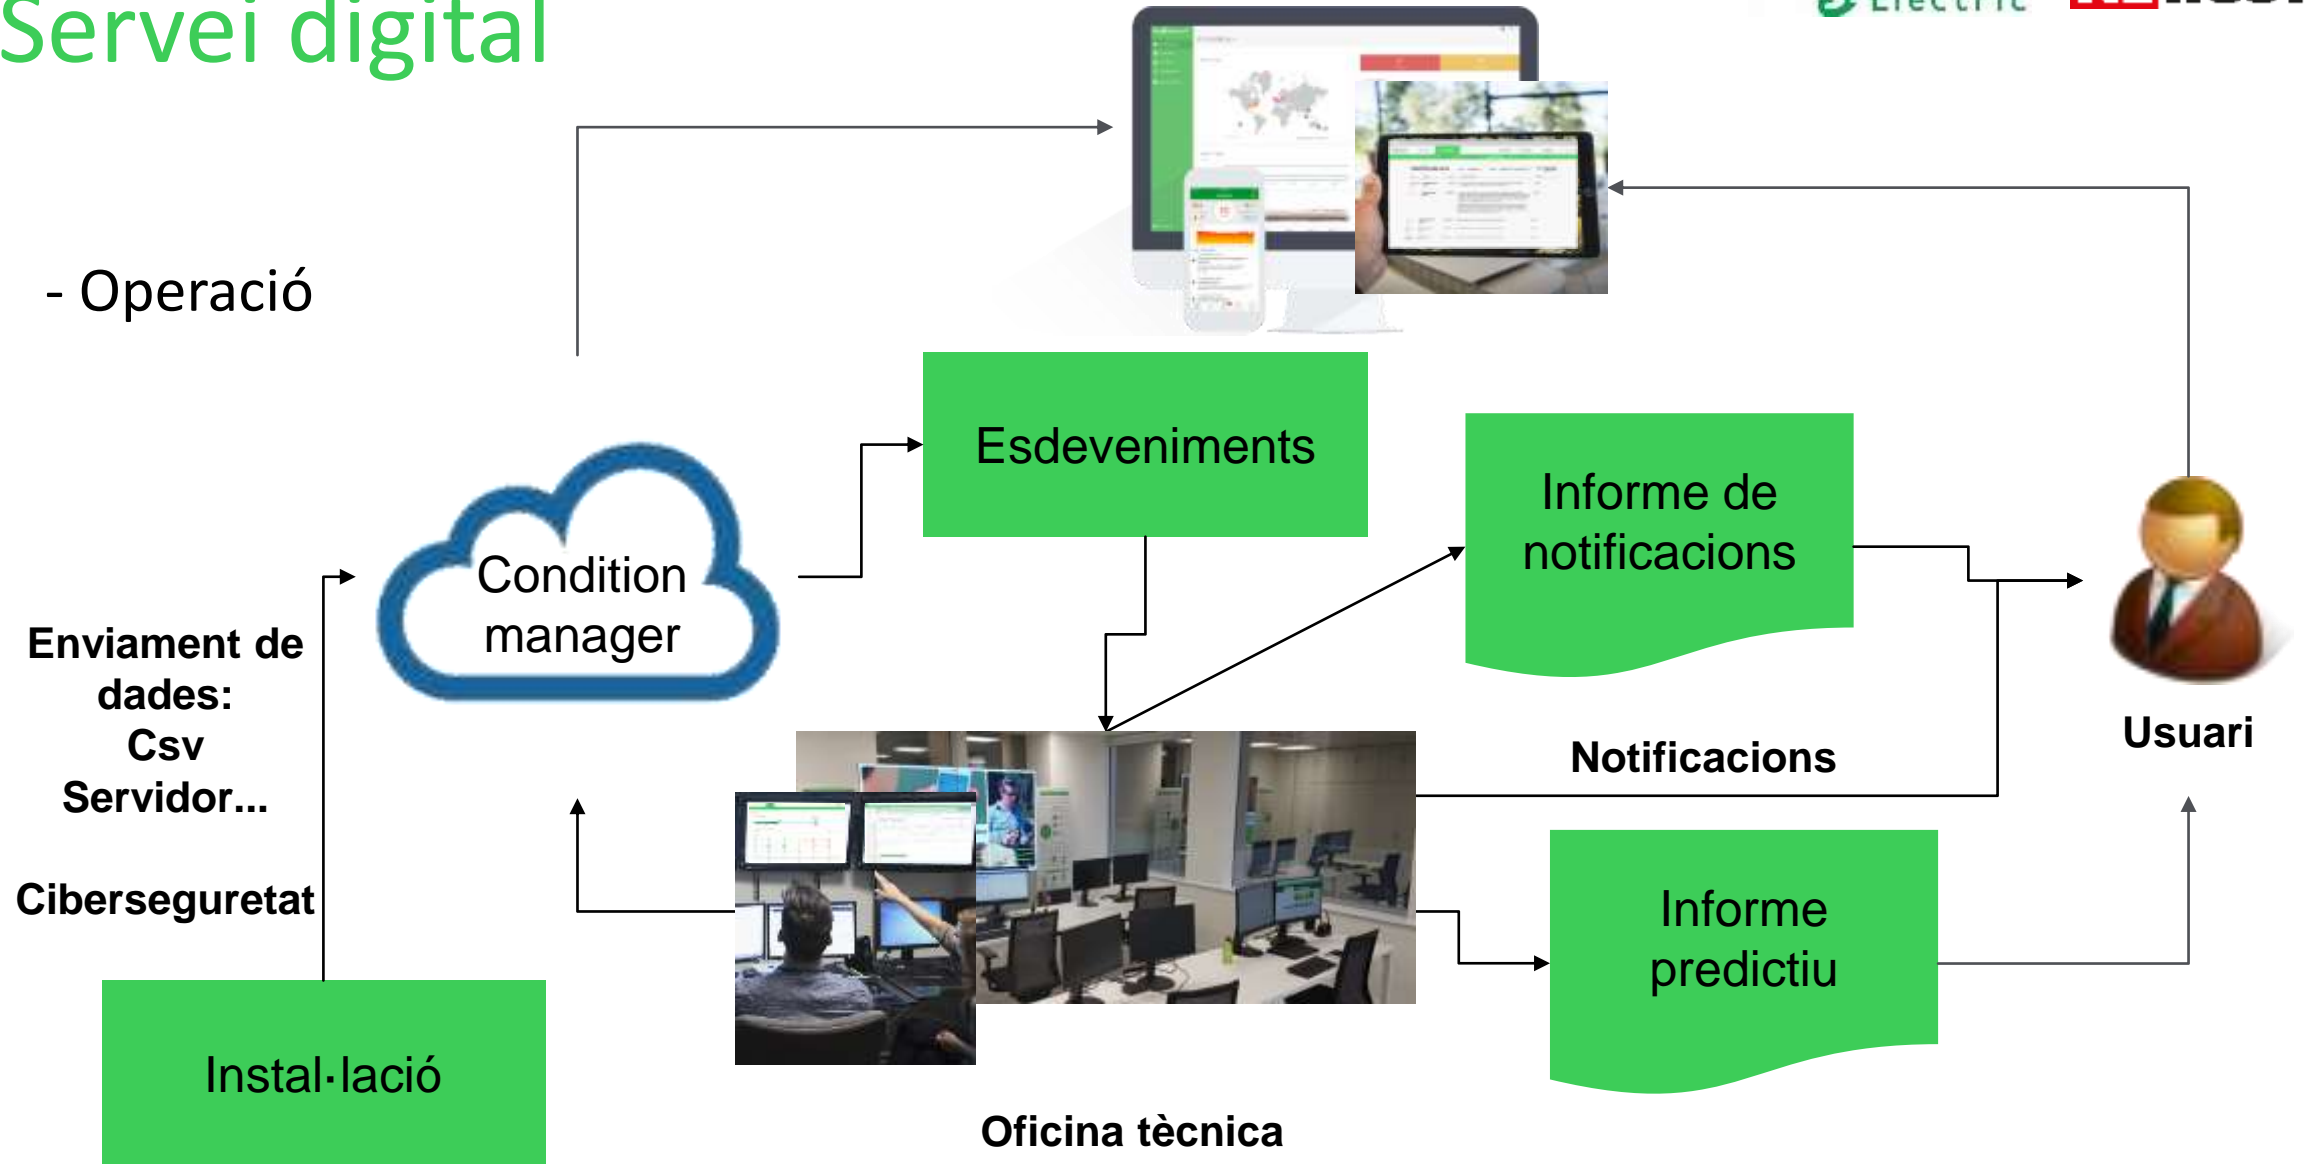 Servei digital
Electric
- Operació
Esdeveniments
Informe de
notificacions
Condition
manager
Enviament de
dades:
Csv
Servidor...
Ciberseguretat
Notificacions
Usuari
Informe
predictiu
Instal·lació
Oficina tècnica